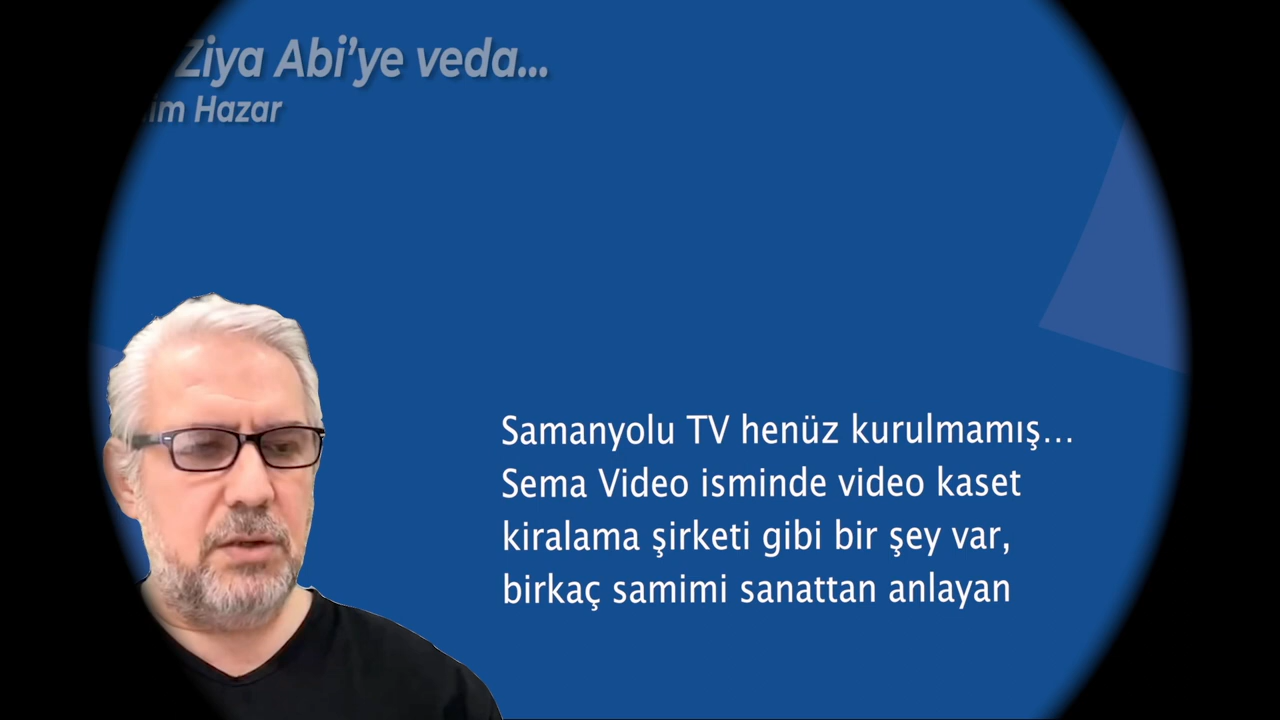 Ziya Abi'ye veda...
Hazar
Samanyolu TV henüz kurulmamış...
Sema Video isminde video kaset
kiralama şirketi gibi bir şey var,
birkaç samimi sanattan anlayan